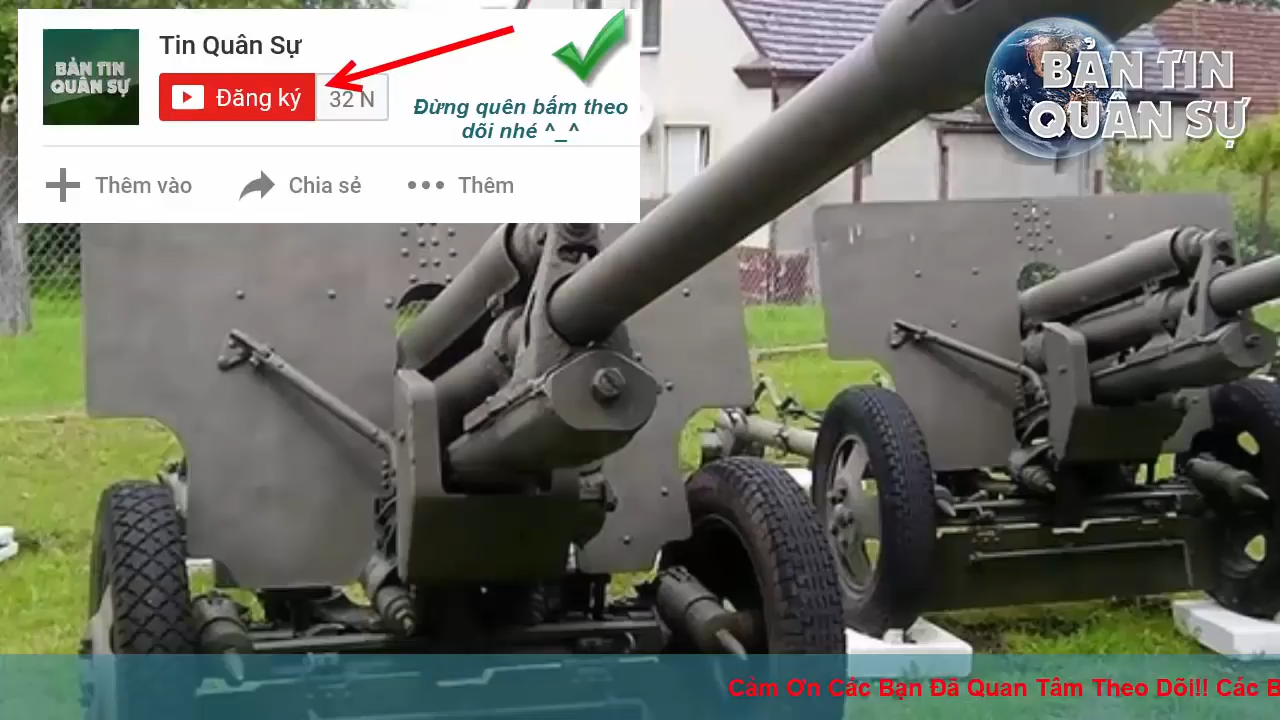 BẢN TIN
QUÂN SỰ
Tin Quân Sự
Đăng ký
32 N
Đừng quên bấm theo
dõi nhé ^_^
Thêm vào
Chia sẻ
Thêm
BẢN TIN
QUÂN SỰ
Cảm Ơn Các Bạn Đã Quan Tâm Theo Dõi!! Các